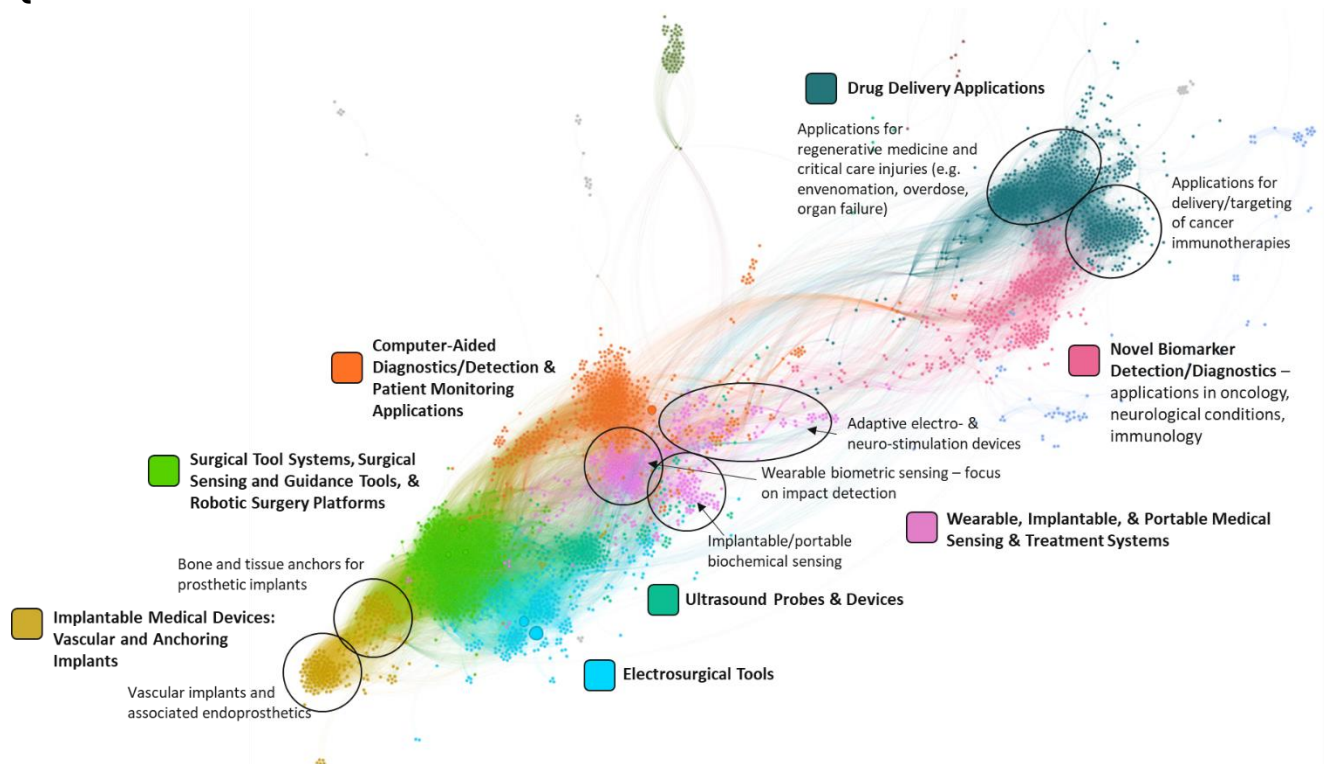 Drug Delivery Applications
Applications for
regenerative medicine and
critical care injuries (e.g.
envenomation, overdose,
organ failure)
Applications for
delivery/targeting
of cancer
immunotherapies
Computer-Aided
Diagnostics/Detection &
Patient Monitoring
Applications
Novel Biomarker
Detection/Diagnostics –
applications in oncology,
neurological conditions,
immunology
Adaptive electro- &
neuro-stimulation devices
Surgical Tool Systems, Surgical
Sensing and Guidance Tools, &
Robotic Surgery Platforms
Wearable biometric sensing – focus
on impact detection
Wearable, Implantable, & Portable Medical
Sensing & Treatment Systems
Implantable/portable
biochemical sensing
Bone and tissue anchors for
prosthetic implants
Ultrasound Probes & Devices
Implantable Medical Devices:
Vascular and Anchoring
Implants
Electrosurgical Tools
Vascular implants and
associated endoprosthetics